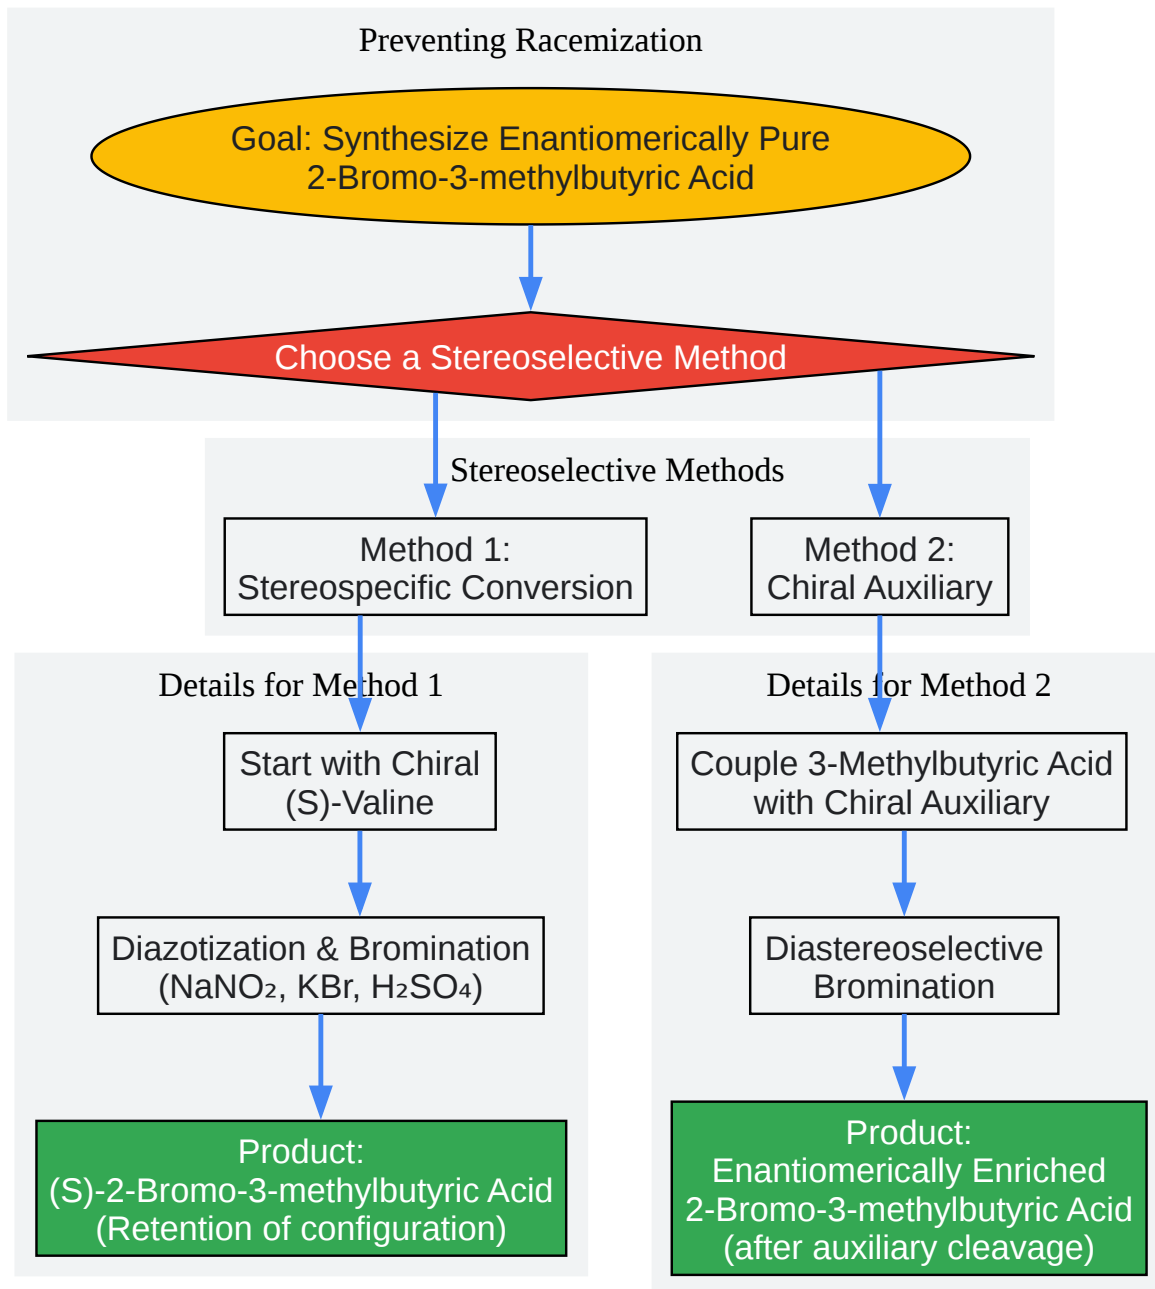 Preventing Racemization
Goal: Synthesize Enantiomerically Pure
2-Bromo-3-methylbutyric Acid
Choose a Stereoselective Method
Stereoselective Methods
Method 1:
Stereospecific Conversion
Method 2:
Chiral Auxiliary
Details for Method 1
Start with Chiral
(S)-Valine
Diazotization & Bromination
(NaNO₂, KBr, H₂SO₄)
Product:
(S)-2-Bromo-3-methylbutyric Acid
(Retention of configuration)
Details for Method 2
Couple 3-Methylbutyric Acid
with Chiral Auxiliary
Diastereoselective
Bromination
Product:
Enantiomerically Enriched
2-Bromo-3-methylbutyric Acid
(after auxiliary cleavage)